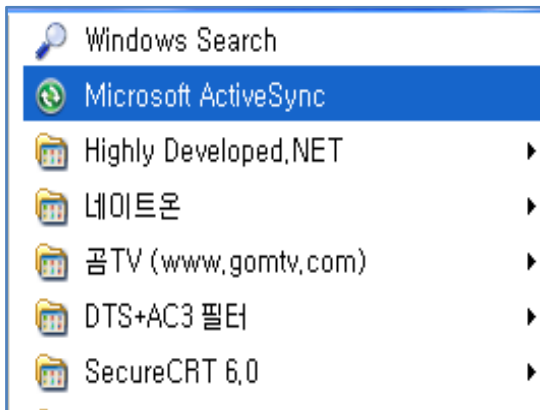 Windows Search
Microsoft ActiveSync
Highly Developed.NET
네이트온
곰TV (www.gomtv.com)
DTS+AC3 필터
SecureCRT 6.0